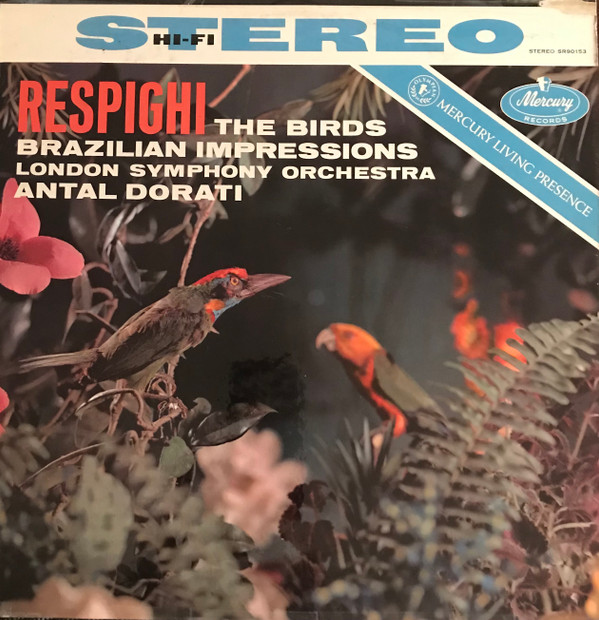 STEREO
HI-FI
STEREO SR90153
RESPIGHI THE BIRDS
BRAZILIAN IMPRESSIONS
LONDON SYMPHONY ORCHESTRA
ANTAL DORATI
OLYMPIAN
MERCURY LIVING PRESENCE
Mercury
RECORDS